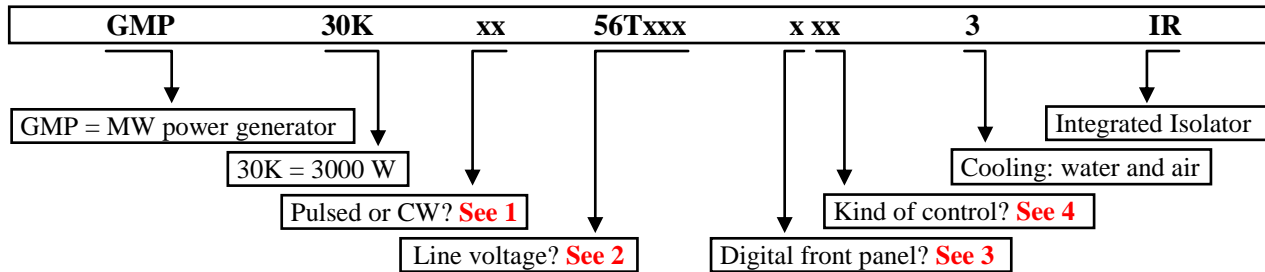 GMP 30K xx 56Txxx x xx 3 IR
GMP = MW power generator
Integrated Isolator
30K = 3000 W
Cooling: water and air
Pulsed or CW? See 1
Kind of control? See 4
Line voltage? See 2
Digital front panel? See 3